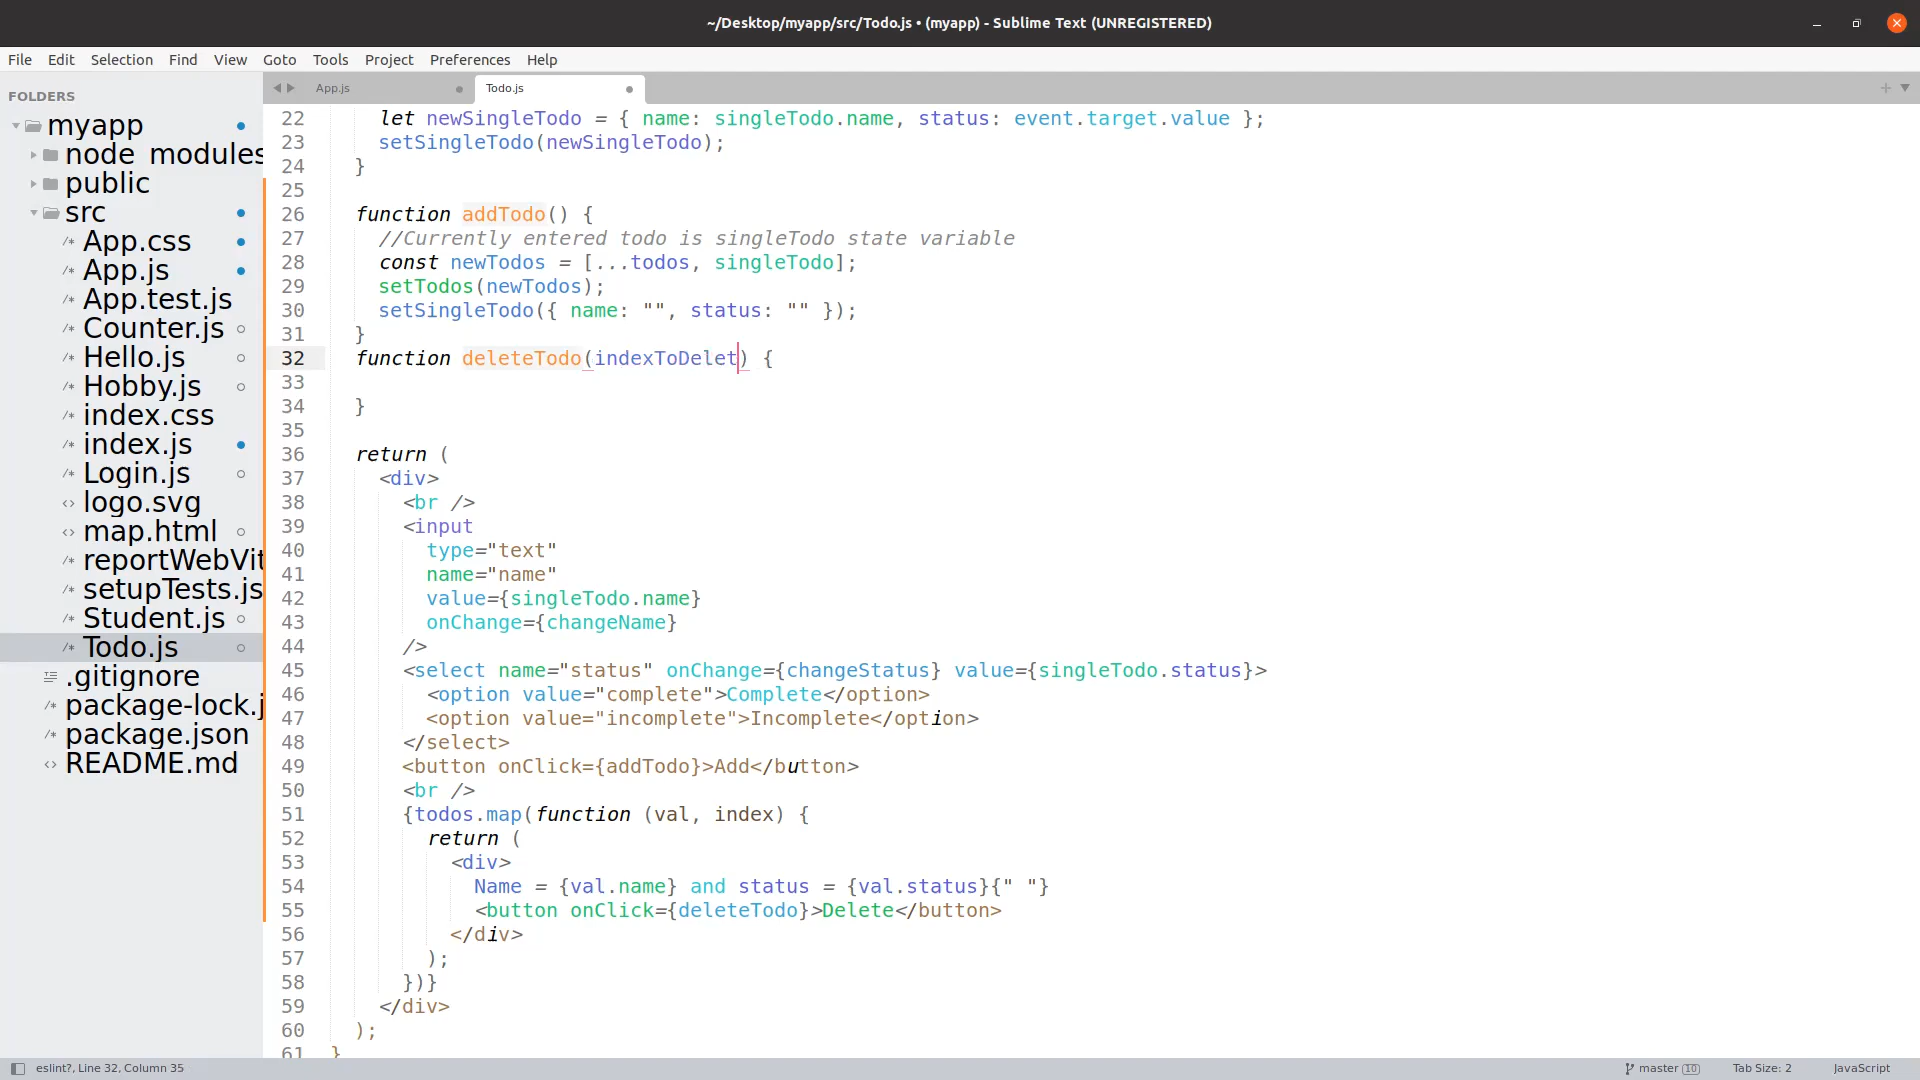 ~/Desktop/myapp/src/Todo.js • (myapp) - Sublime Text (UNREGISTERED)
File Edit Selection Find View Goto Tools Project Preferences Help
FOLDERS
myapp
node_modules
public
src
App.css
App.js
App.test.js
Counter.js
Hello.js
Hobby.js
index.css
index.js
Login.js
logo.svg
map.html
reportWebVit
setupTests.js
Student.js
Todo.js
.gitignore
package-lock.j
package.json
README.md
App.js Todo.js
22 let newSingleTodo = { name: singleTodo.name, status: event.target.value };
23 setSingleTodo(newSingleTodo);
24 }
25
26 function addTodo() {
27 //Currently entered todo is singleTodo state variable
28 const newTodos = [...todos, singleTodo];
29 setTodos(newTodos);
30 setSingleTodo({ name: "", status: "" });
31 }
32 function deleteTodo(indexToDelet) {
33
34 }
35
36 return (
37 <div>
38 <br />
39 <input
40 type="text"
41 name="name"
42 value={singleTodo.name}
43 onChange={changeName}
44 />
45 <select name="status" onChange={changeStatus} value={singleTodo.status}>
46 <option value="complete">Complete</option>
47 <option value="incomplete">Incomplete</option>
48 </select>
49 <button onClick={addTodo}>Add</button>
50 <br />
51 {todos.map(function (val, index) {
52 return (
53 <div>
54 Name = {val.name} and status = {val.status}{" "}
55 <button onClick={deleteTodo}>Delete</button>
56 </div>
57 );
58 })}
59 </div>
60 );
61 }
eslint?, Line 32, Column 35 master 10 Tab Size: 2 JavaScript